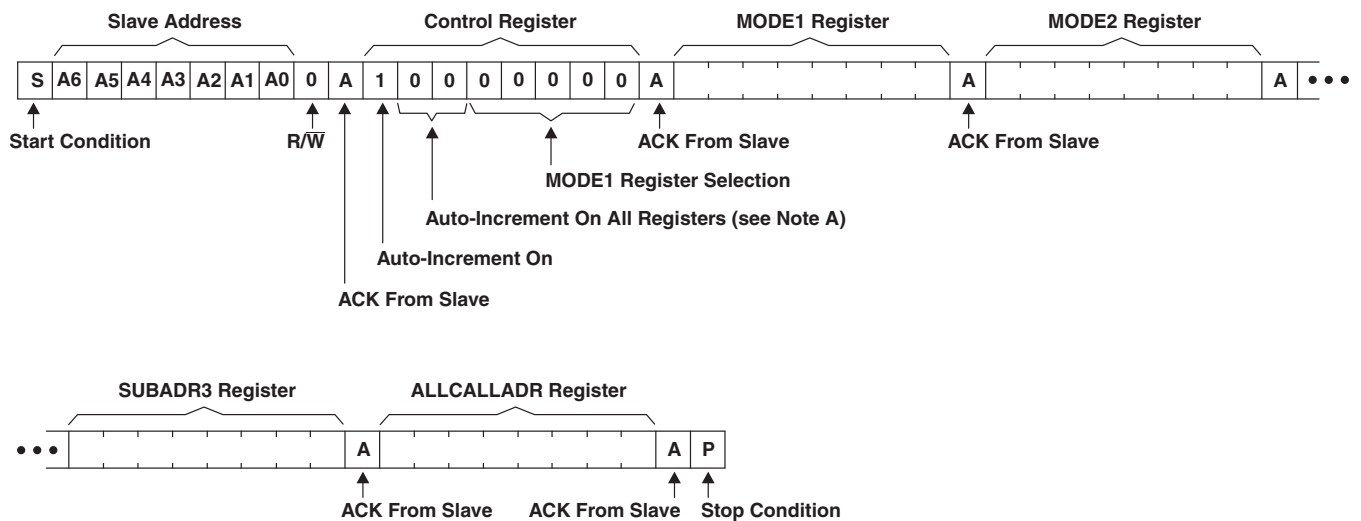 Slave Address Control Register MODE1 Register MODE2 Register
S A6 A5 A4 A3 A2 A1 A0 0 A 1 0 0 0 0 0 0 0 A A A •••
Start Condition R/W̅ ACK From Slave ACK From Slave
MODE1 Register Selection
Auto-Increment On All Registers (see Note A)
Auto-Increment On
ACK From Slave
SUBADR3 Register ALLCALLADR Register
••• A A P
ACK From Slave ACK From Slave Stop Condition